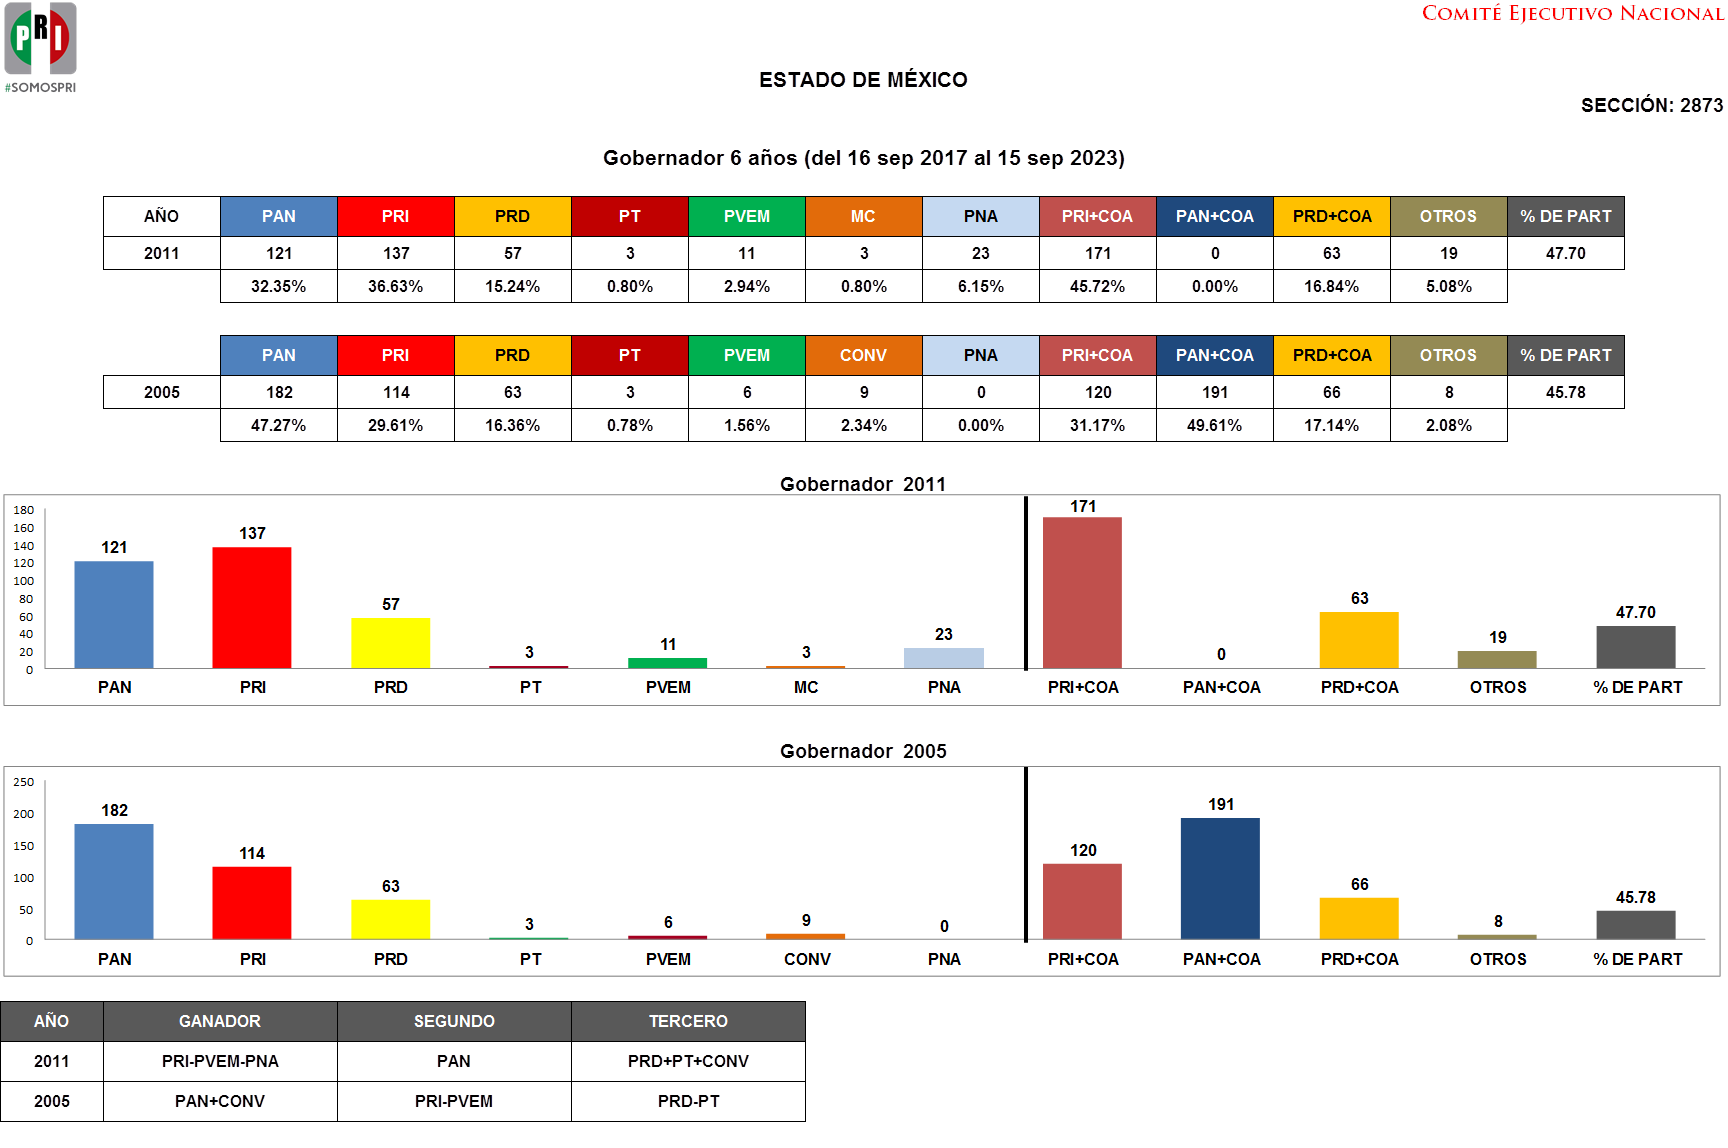 PRI
#SOMOSPRI
COMITÉ EJECUTIVO NACIONAL
ESTADO DE MÉXICO
SECCIÓN: 2873
Gobernador 6 años (del 16 sep 2017 al 15 sep 2023)
AÑO PAN PRI PRD PT PVEM MC PNA PRI+COA PAN+COA PRD+COA OTROS % DE PART
2011 121 137 57 3 11 3 23 171 0 63 19 47.70
32.35% 36.63% 15.24% 0.80% 2.94% 0.80% 6.15% 45.72% 0.00% 16.84% 5.08%
PAN PRI PRD PT PVEM CONV PNA PRI+COA PAN+COA PRD+COA OTROS % DE PART
2005 182 114 63 3 6 9 0 120 191 66 8 45.78
47.27% 29.61% 16.36% 0.78% 1.56% 2.34% 0.00% 31.17% 49.61% 17.14% 2.08%
Gobernador 2011
180
160
140
120
100
80
60
40
20
0
121 137 57 3 11 3 23 171 0 63 19 47.70
PAN PRI PRD PT PVEM MC PNA PRI+COA PAN+COA PRD+COA OTROS % DE PART
Gobernador 2005
250
200
150
100
50
0
182 114 63 3 6 9 0 120 191 66 8 45.78
PAN PRI PRD PT PVEM CONV PNA PRI+COA PAN+COA PRD+COA OTROS % DE PART
AÑO GANADOR SEGUNDO TERCERO
2011 PRI-PVEM-PNA PAN PRD+PT+CONV
2005 PAN+CONV PRI-PVEM PRD-PT